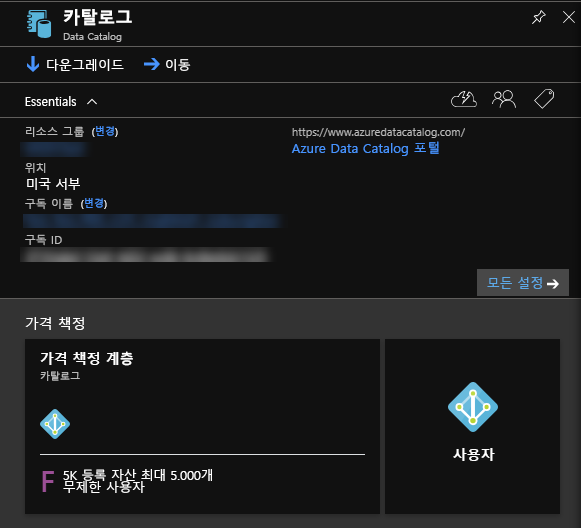 카탈로그
Data Catalog
다운그레이드 이동
Essentials
리소스 그룹 (변경)
https://www.azuredatacatalog.com/
Azure Data Catalog 포털
위치
미국 서부
구독 이름 (변경)
구독 ID
모든 설정
가격 책정
가격 책정 계층
카탈로그
F 5K 등록 자산 최대 5.000개
무제한 사용자
사용자